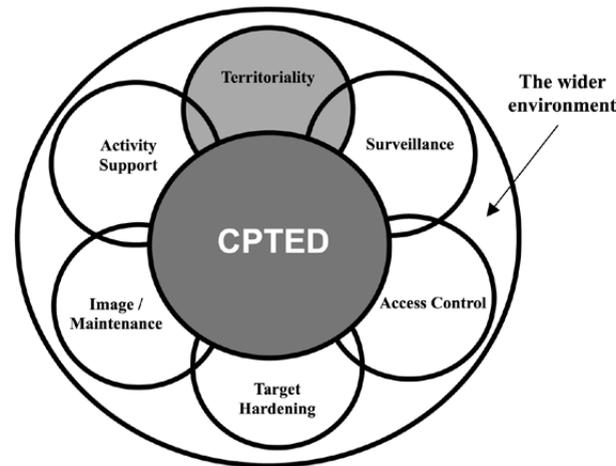 Territoriality
The wider
environment
Activity
Support
Surveillance
CPTED
Image /
Maintenance
Access Control
Target
Hardening